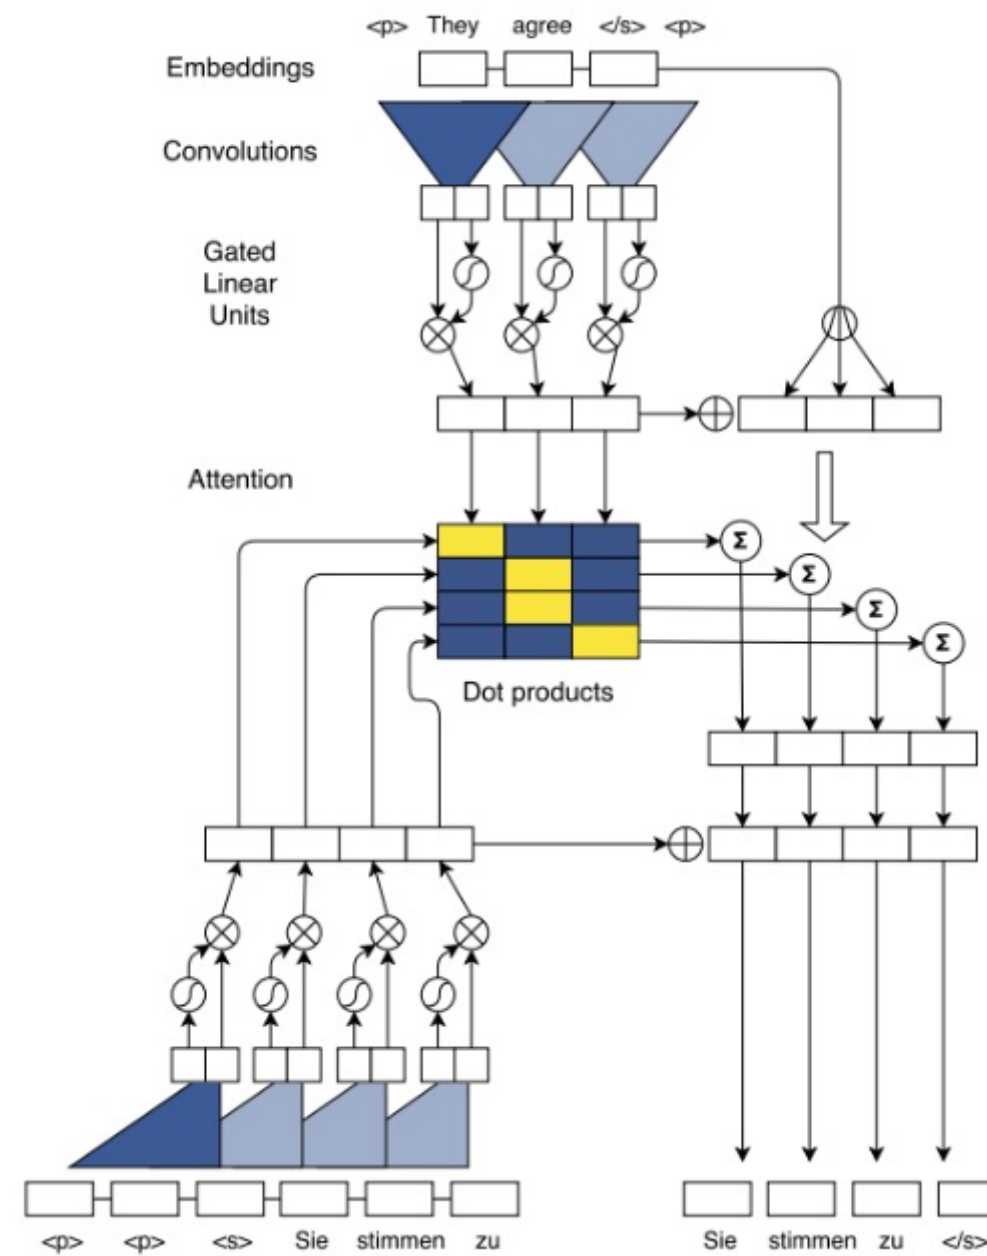 <p> They agree </s> <p>
Embeddings
Convolutions
Gated
Linear
Units
Attention
Σ
Σ
Σ
Σ
Dot products
<p> <p> <s> Sie stimmen zu
Sie stimmen zu </s>